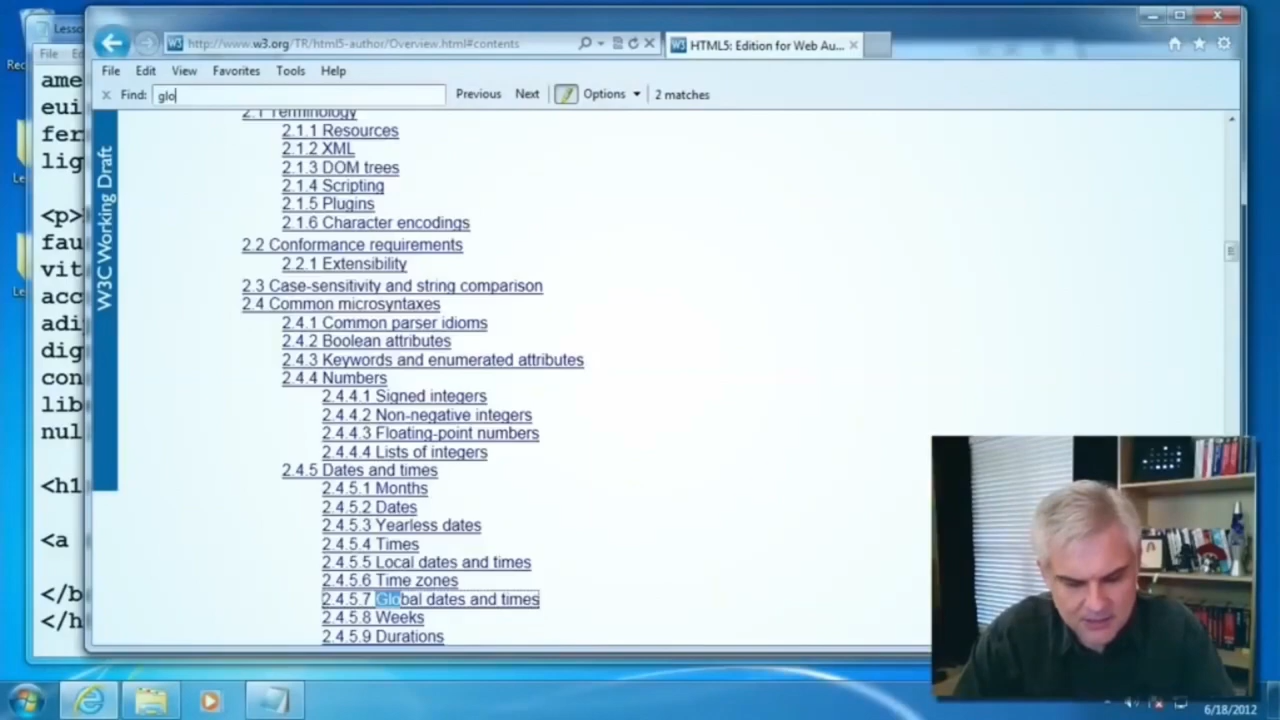 Lesso
http://www.w3.org/TR/html5-author/Overview.html#contents
HTML5: Edition for Web Au...
File Edit View Favorites Tools Help
Find: glo Previous Next Options 2 matches
File Ed
Rec
ame
eui
fer
lig
Le
<p>
fau
vit
acc
adi
dig
con
lib
nul
Le
<h1
<a
</b
</h
W3C Working Draft
2.1 Terminology
2.1.1 Resources
2.1.2 XML
2.1.3 DOM trees
2.1.4 Scripting
2.1.5 Plugins
2.1.6 Character encodings
2.2 Conformance requirements
2.2.1 Extensibility
2.3 Case-sensitivity and string comparison
2.4 Common microsyntaxes
2.4.1 Common parser idioms
2.4.2 Boolean attributes
2.4.3 Keywords and enumerated attributes
2.4.4 Numbers
2.4.4.1 Signed integers
2.4.4.2 Non-negative integers
2.4.4.3 Floating-point numbers
2.4.4.4 Lists of integers
2.4.5 Dates and times
2.4.5.1 Months
2.4.5.2 Dates
2.4.5.3 Yearless dates
2.4.5.4 Times
2.4.5.5 Local dates and times
2.4.5.6 Time zones
2.4.5.7 Global dates and times
2.4.5.8 Weeks
2.4.5.9 Durations
6/18/2012